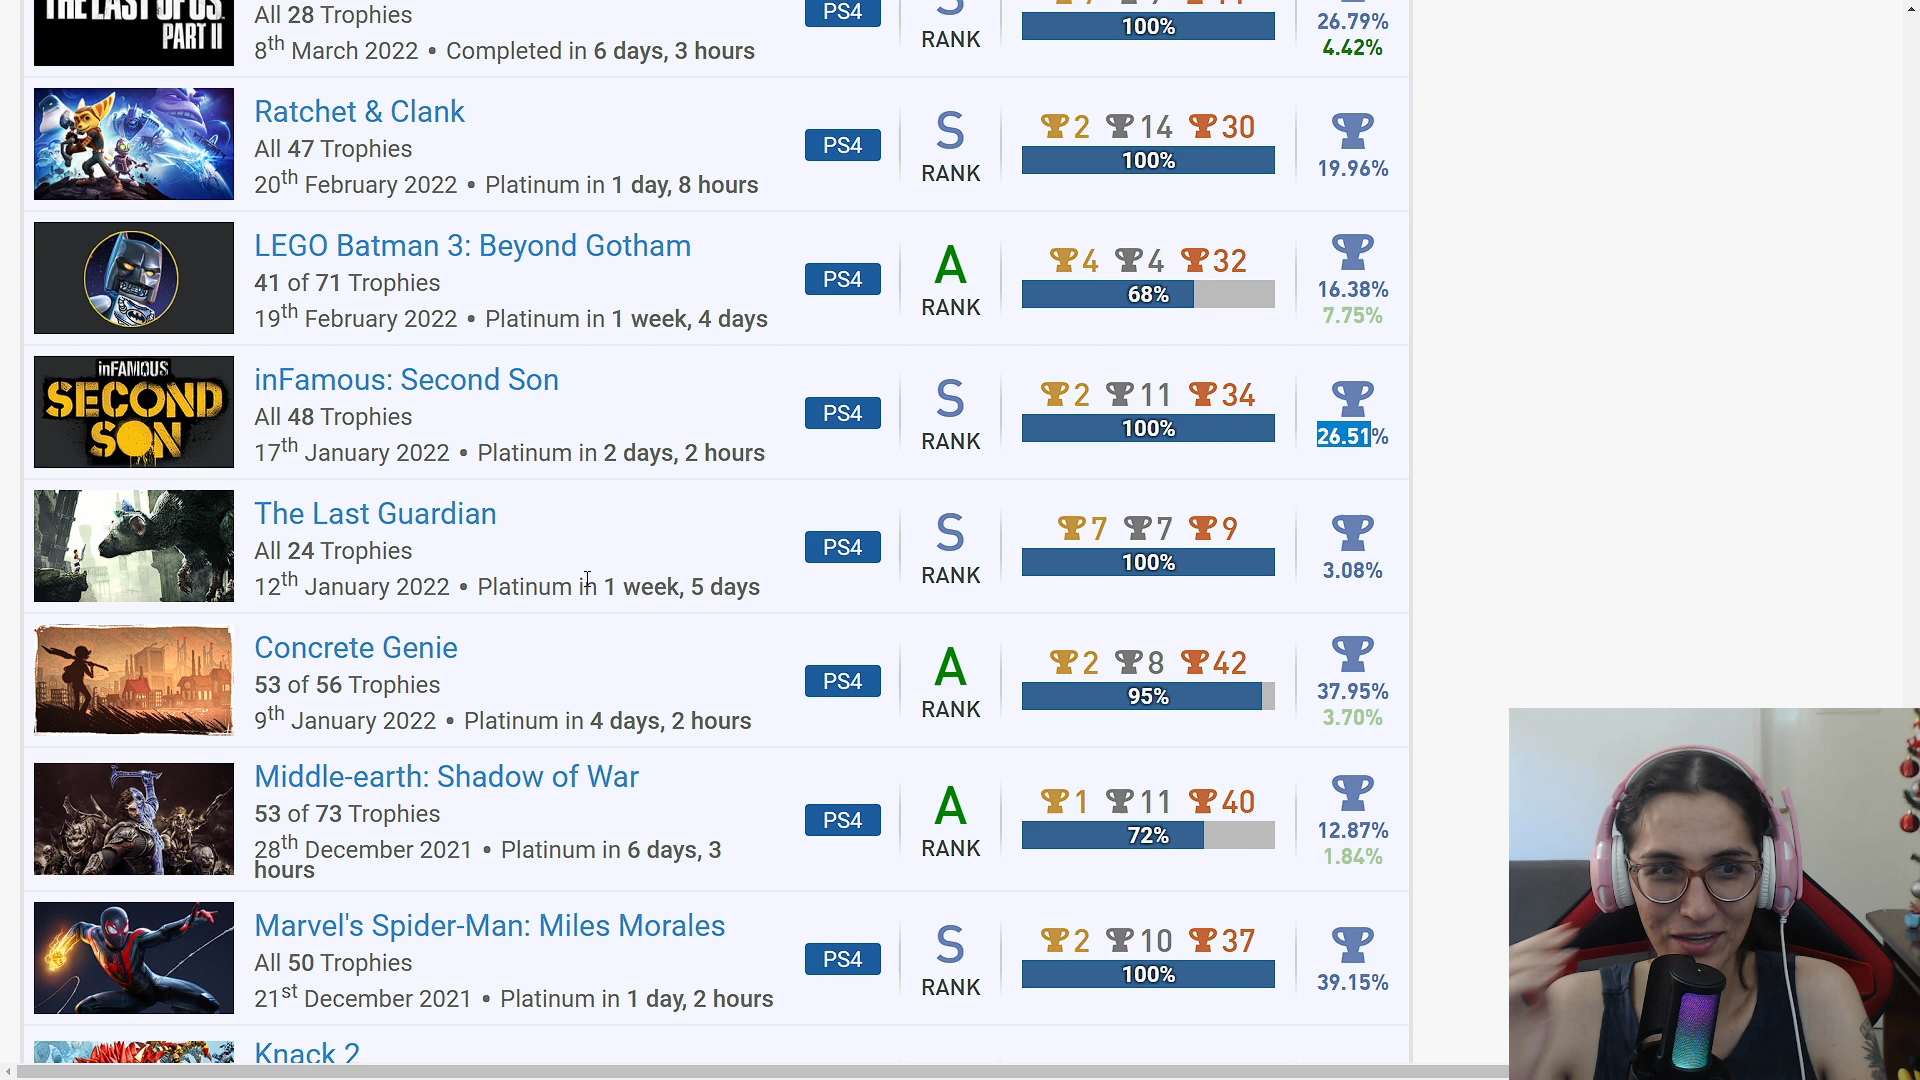 THE LAST OF US
PART II
All 28 Trophies
8th March 2022 • Completed in 6 days, 3 hours
PS4
RANK
100%
26.79%
4.42%
Ratchet & Clank
All 47 Trophies
20th February 2022 • Platinum in 1 day, 8 hours
PS4
S
RANK
2 14 30
100%
19.96%
LEGO Batman 3: Beyond Gotham
41 of 71 Trophies
19th February 2022 • Platinum in 1 week, 4 days
PS4
A
RANK
4 4 32
68%
16.38%
7.75%
inFAMOUS
SECOND
SON
inFamous: Second Son
All 48 Trophies
17th January 2022 • Platinum in 2 days, 2 hours
PS4
S
RANK
2 11 34
100%
26.51%
The Last Guardian
All 24 Trophies
12th January 2022 • Platinum in 1 week, 5 days
PS4
S
RANK
7 7 9
100%
3.08%
Concrete Genie
53 of 56 Trophies
9th January 2022 • Platinum in 4 days, 2 hours
PS4
A
RANK
2 8 42
95%
37.95%
3.70%
Middle-earth: Shadow of War
53 of 73 Trophies
28th December 2021 • Platinum in 6 days, 3
hours
PS4
A
RANK
1 11 40
72%
12.87%
1.84%
Marvel's Spider-Man: Miles Morales
All 50 Trophies
21st December 2021 • Platinum in 1 day, 2 hours
PS4
S
RANK
2 10 37
100%
39.15%
Knack 2